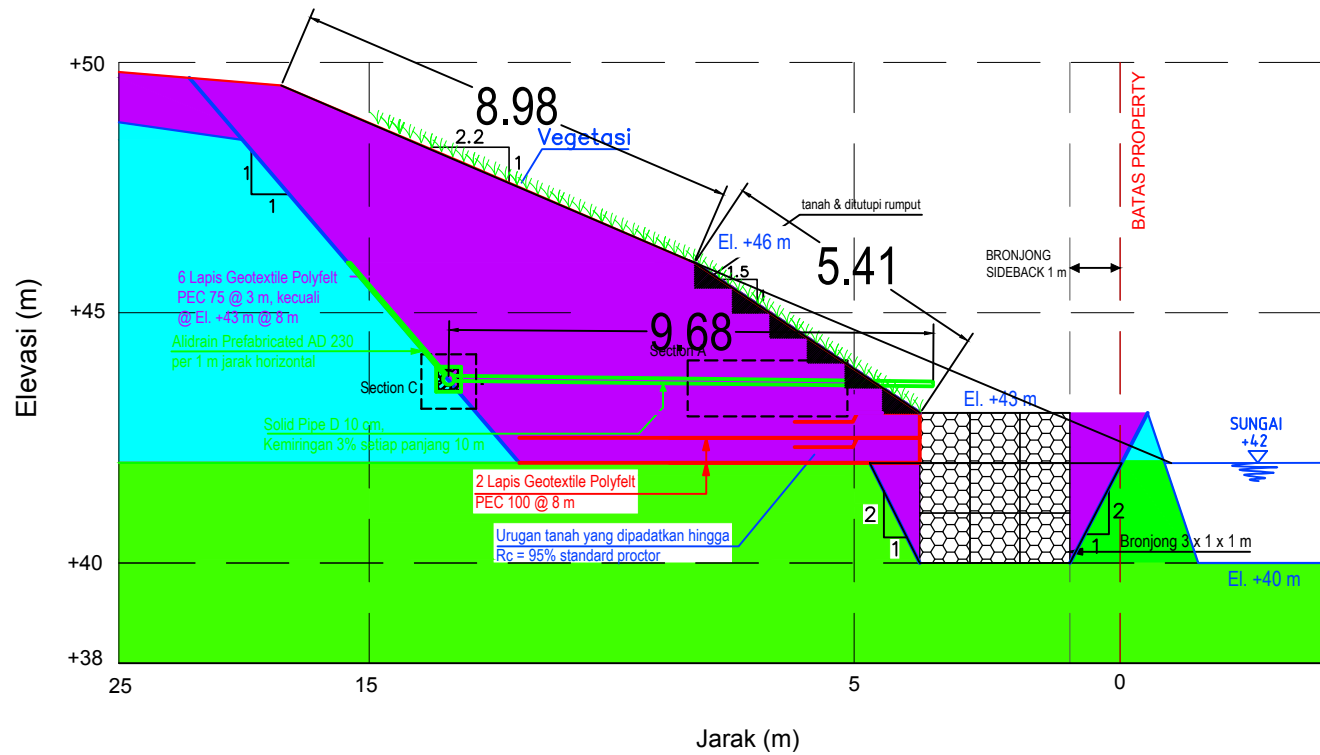 +50
8.98
2.2
1
Vegetasi
BATAS PROPERTY
1
1
tanah & ditutupi rumput
El. +46 m
1.5
1
5.41
BRONJONG
SIDEBACK 1 m
6 Lapis Geotextile Polyfelt
PEC 75 @ 3 m, kecuali
@ El. +43 m @ 8 m
+45
9.68
Alidrain Prefabricated AD 230
per 1 m jarak horizontal
Section A
Section C
El. +43 m
Solid Pipe D 10 cm,
Kemiringan 3% setiap panjang 10 m
SUNGAI
+42
2 Lapis Geotextile Polyfelt
PEC 100 @ 8 m
2
1
2
1
Urugan tanah yang dipadatkan hingga
Rc = 95% standard proctor
Bronjong 3 x 1 x 1 m
+40
El. +40 m
+38
25
15
5
0
Elevasi (m)
Jarak (m)